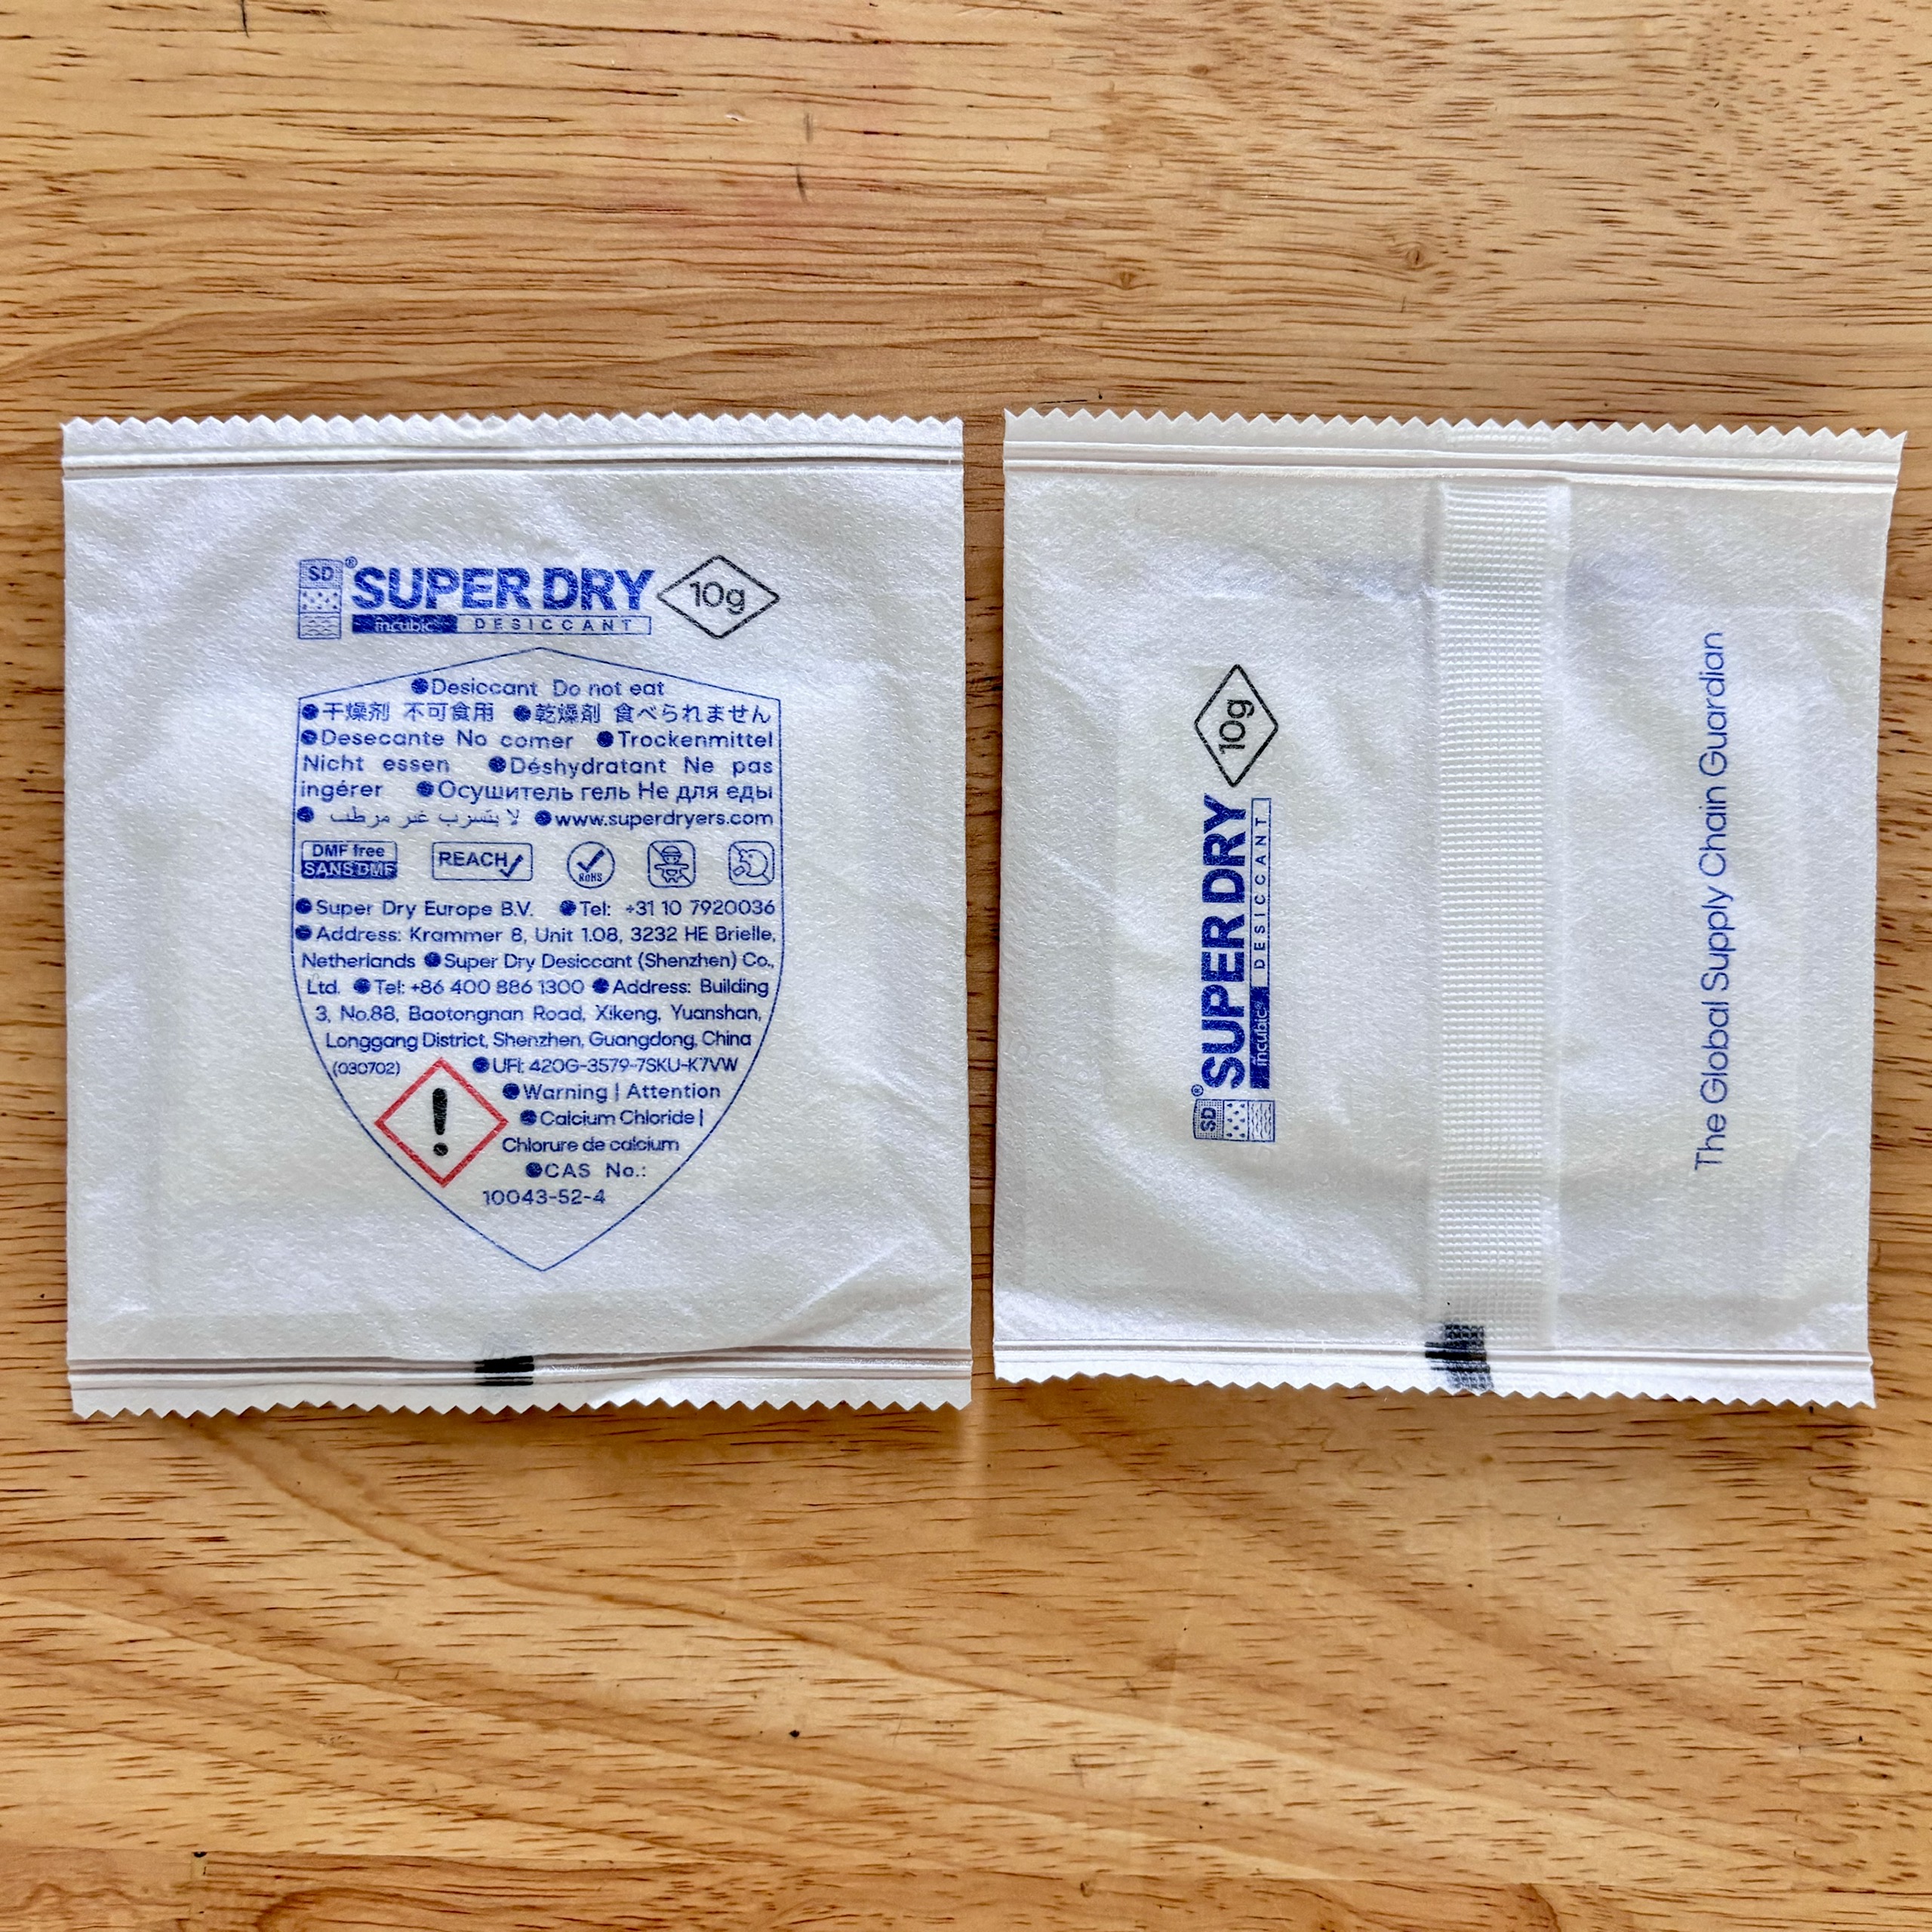 SD ® SUPER DRY 10g
incubic DESICCANT
●Desiccant Do not eat
●干燥剂 不可食用 ●乾燥剤 食べられません
●Desecante No comer ●Trockenmittel
Nicht essen ●Déshydratant Ne pas
ingérer ●Осушитель гель Не для еды
● لا يتسرب غير مرطب ●www.superdryers.com
DMF free REACH
SANS DMF RoHS
●Super Dry Europe B.V. ●Tel: +31 10 7920036
●Address: Krammer 8, Unit 1.08, 3232 HE Brielle,
Netherlands ●Super Dry Desiccant (Shenzhen) Co.,
Ltd. ●Tel: +86 400 886 1300 ●Address: Building
3, No.88, Baotongnan Road, Xikeng, Yuanshan,
Longgang District, Shenzhen, Guangdong, China
(030702) ●UFI: 420G-3579-7SKU-K7VW
●Warning | Attention
●Calcium Chloride |
Chlorure de calcium
●CAS No.:
10043-52-4
SD ® SUPER DRY 10g
incubic DESICCANT
The Global Supply Chain Guardian